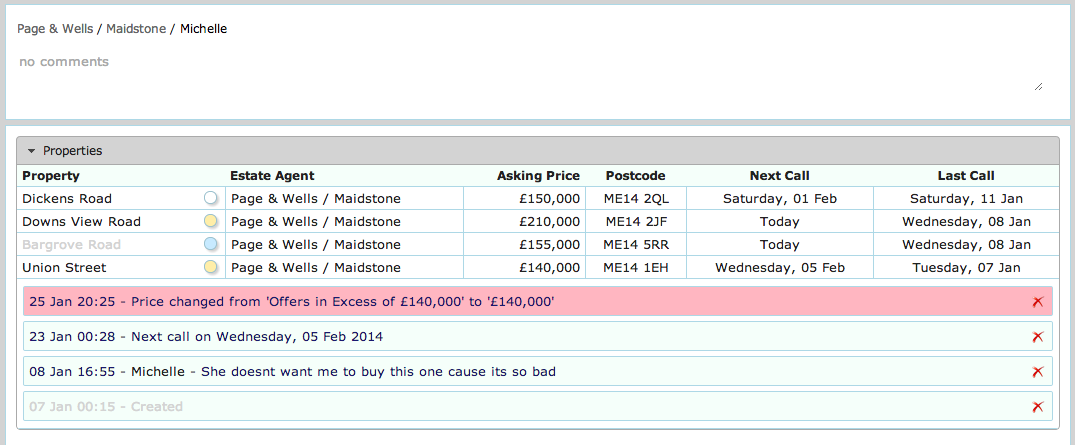 Page & Wells / Maidstone / Michelle
no comments
Properties
Property Estate Agent Asking Price Postcode Next Call Last Call
Dickens Road Page & Wells / Maidstone £150,000 ME14 2QL Saturday, 01 Feb Saturday, 11 Jan
Downs View Road Page & Wells / Maidstone £210,000 ME14 2JF Today Wednesday, 08 Jan
Bargrove Road Page & Wells / Maidstone £155,000 ME14 5RR Today Wednesday, 08 Jan
Union Street Page & Wells / Maidstone £140,000 ME14 1EH Wednesday, 05 Feb Tuesday, 07 Jan
25 Jan 20:25 - Price changed from 'Offers in Excess of £140,000' to '£140,000'
23 Jan 00:28 - Next call on Wednesday, 05 Feb 2014
08 Jan 16:55 - Michelle - She doesnt want me to buy this one cause its so bad
07 Jan 00:15 - Created